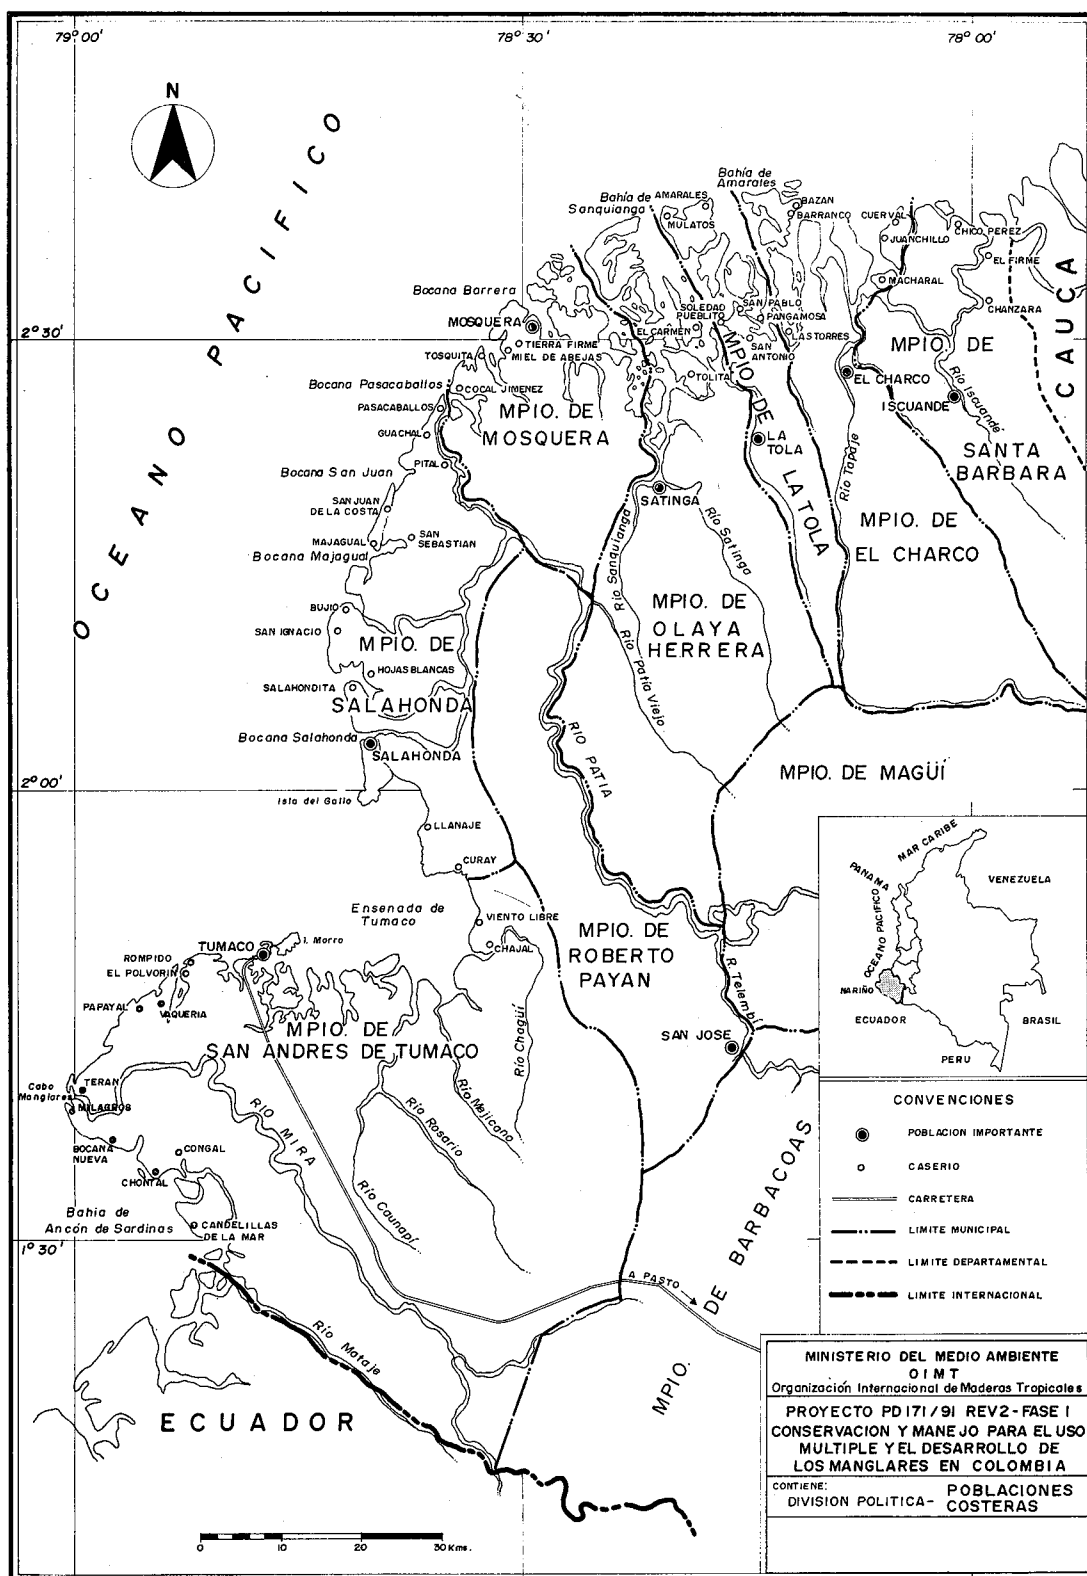 79° 00'
78° 30'
78° 00'
N
OCEANO PACIFICO
Bahía de
Amarales
Bahía de
Sanquianga
AMARALES
MULATOS
BAZAN
BARRANCO
CUERVAL
JUANCHILLO
CHICO PEREZ
EL FIRME
MACHARAL
CHANZARA
CAUCA
Bocana Barrera
MOSQUERA
2° 30'
TIERRA FIRME
MIEL DE ABEJAS
TOSQUITA
EL CARMEN
SOLEDAD
PUEBLITO
SAN PABLO
PANGAMOSA
LAS TORRES
SAN
ANTONIO
TOLITA
Bocana Pasacaballos
COCAL JIMENEZ
PASACABALLOS
GUACHAL
PITAL
MPIO. DE
MOSQUERA
MPIO DE
LA TOLA
LA
TOLA
EL CHARCO
MPIO DE
SANTA
BARBARA
ISCUANDE
Río Iscuandé
Río Tapaje
MPIO. DE
EL CHARCO
Bocana San Juan
SAN JUAN
DE LA COSTA
MAJAGUAL
SAN
SEBASTIAN
Bocana Majagual
SATINGA
Río Sanquianga
Río Satinga
MPIO. DE
OLAYA
HERRERA
Río Patía Viejo
BUJIO
SAN IGNACIO
MPIO. DE
SALAHONDA
HOJAS BLANCAS
SALAHONDITA
Bocana Salahonda
SALAHONDA
RIO PATIA
MPIO. DE MAGÜI
2° 00'
Isla del Gallo
LLANAJE
CURAY
Ensenada de
Tumaco
VIENTO LIBRE
CHAJAL
MPIO. DE
ROBERTO
PAYAN
R. Telembí
SAN JOSE
TUMACO
I. Morro
ROMPIDO
EL POLVORIN
PAPAYAL
VAQUERIA
MPIO. DE
SAN ANDRES DE TUMACO
Río Chagüí
Río Mejicano
Río Rosario
Río Caunapí
RIO MIRA
Cabo
Manglares
TERAN
MILAGROS
BOCANA
NUEVA
CONGAL
CHONTAL
Bahía de
Ancón de Sardinas
CANDELILLAS
DE LA MAR
1° 30'
Río Mataje
ECUADOR
A PASTO
MPIO. DE BARBACOAS
0 10 20 30 Kms.
MAR CARIBE
PANAMA
VENEZUELA
OCEANO PACIFICO
NARIÑO
ECUADOR
BRASIL
PERU
CONVENCIONES
POBLACION IMPORTANTE
CASERIO
CARRETERA
LIMITE MUNICIPAL
LIMITE DEPARTAMENTAL
LIMITE INTERNACIONAL
MINISTERIO DEL MEDIO AMBIENTE
OIMT
Organización Internacional de Maderas Tropicales
PROYECTO PD 171/91 REV2-FASE I
CONSERVACION Y MANEJO PARA EL USO
MULTIPLE Y EL DESARROLLO DE
LOS MANGLARES EN COLOMBIA
CONTIENE:
DIVISION POLITICA- POBLACIONES
COSTERAS